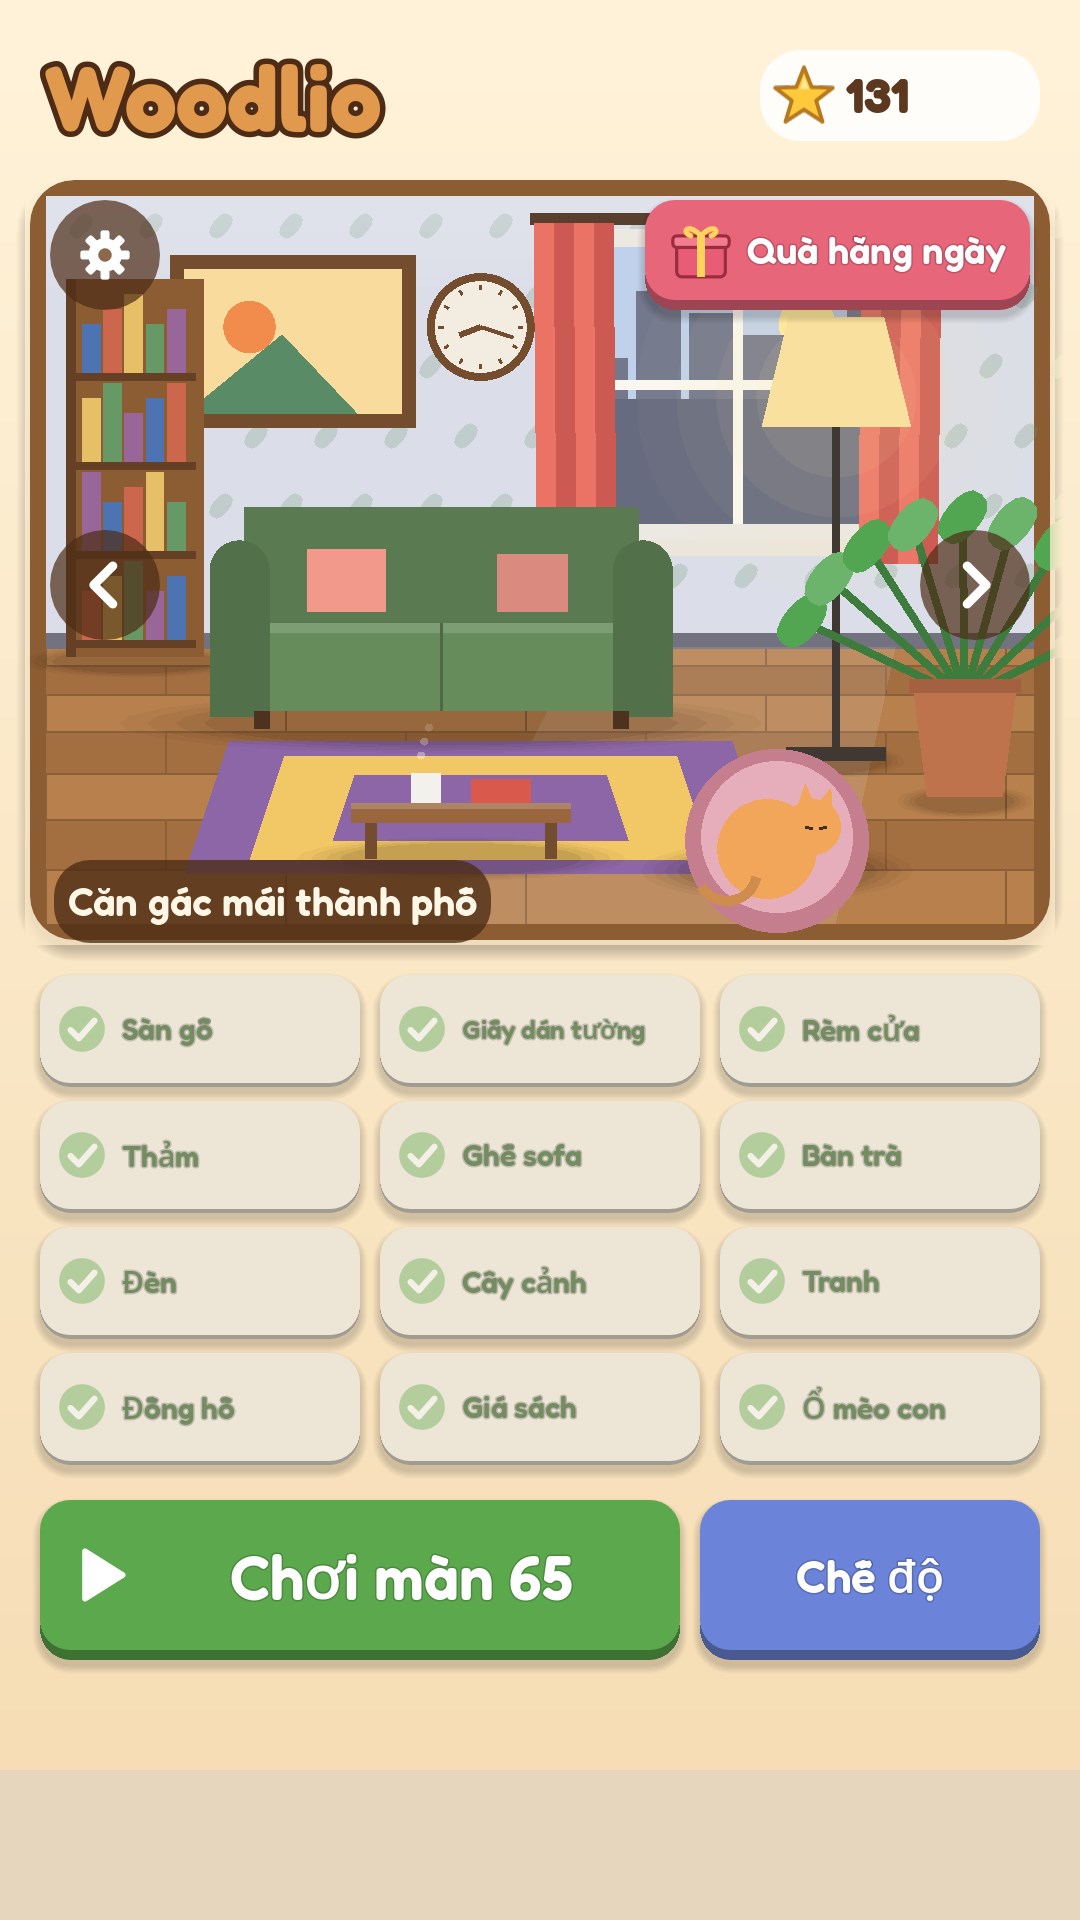 Woodlio
131
Quà hằng ngày
Căn gác mái thành phố
Sàn gỗ
Giấy dán tường
Rèm cửa
Thảm
Ghế sofa
Bàn trà
Đèn
Cây cảnh
Tranh
Đồng hồ
Giá sách
Ổ mèo con
Chơi màn 65
Chế độ